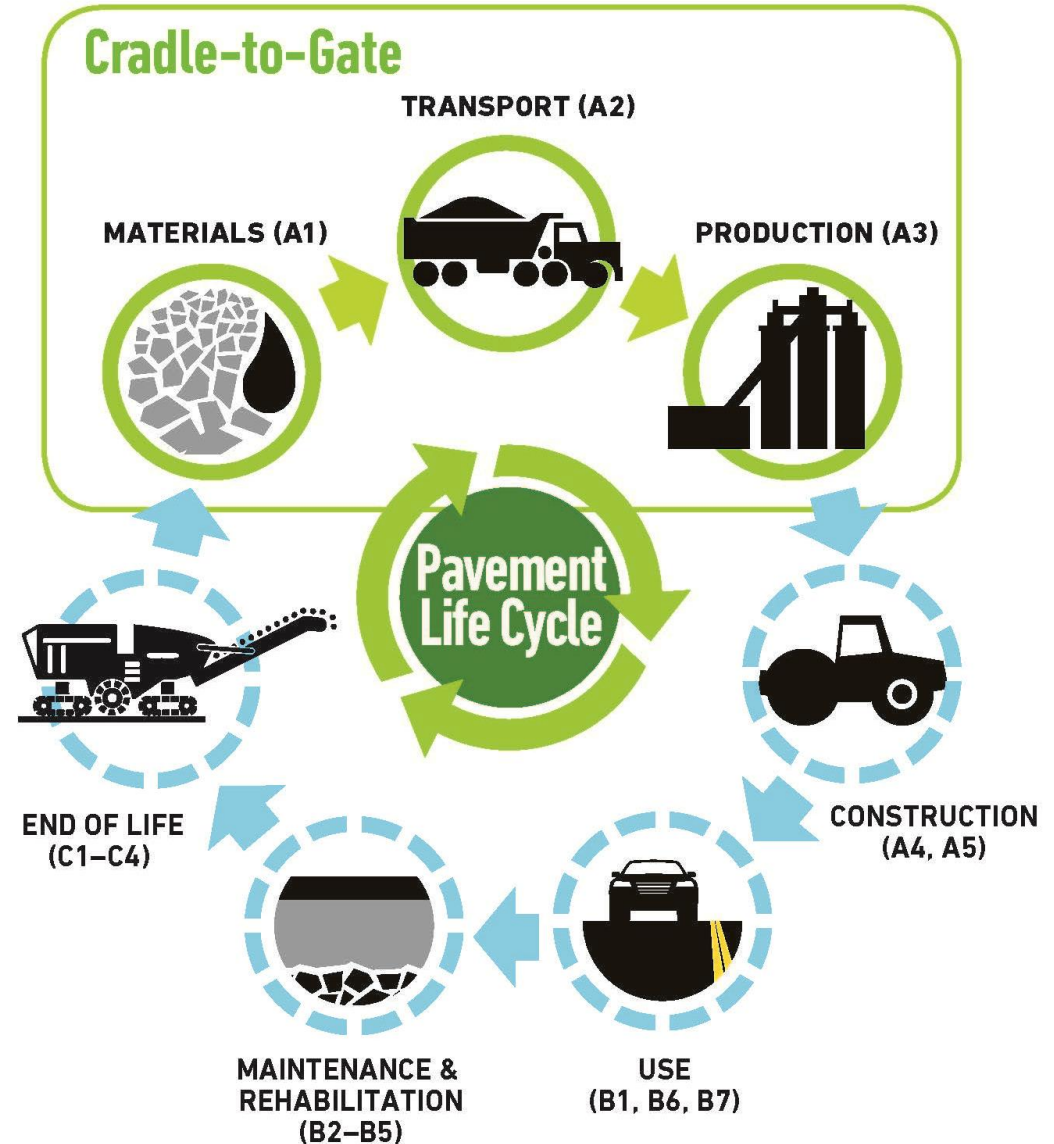 Cradle-to-Gate
TRANSPORT (A2)
MATERIALS (A1)
PRODUCTION (A3)
Pavement
Life Cycle
CONSTRUCTION
(A4, A5)
USE
(B1, B6, B7)
MAINTENANCE &
REHABILITATION
(B2–B5)
END OF LIFE
(C1–C4)